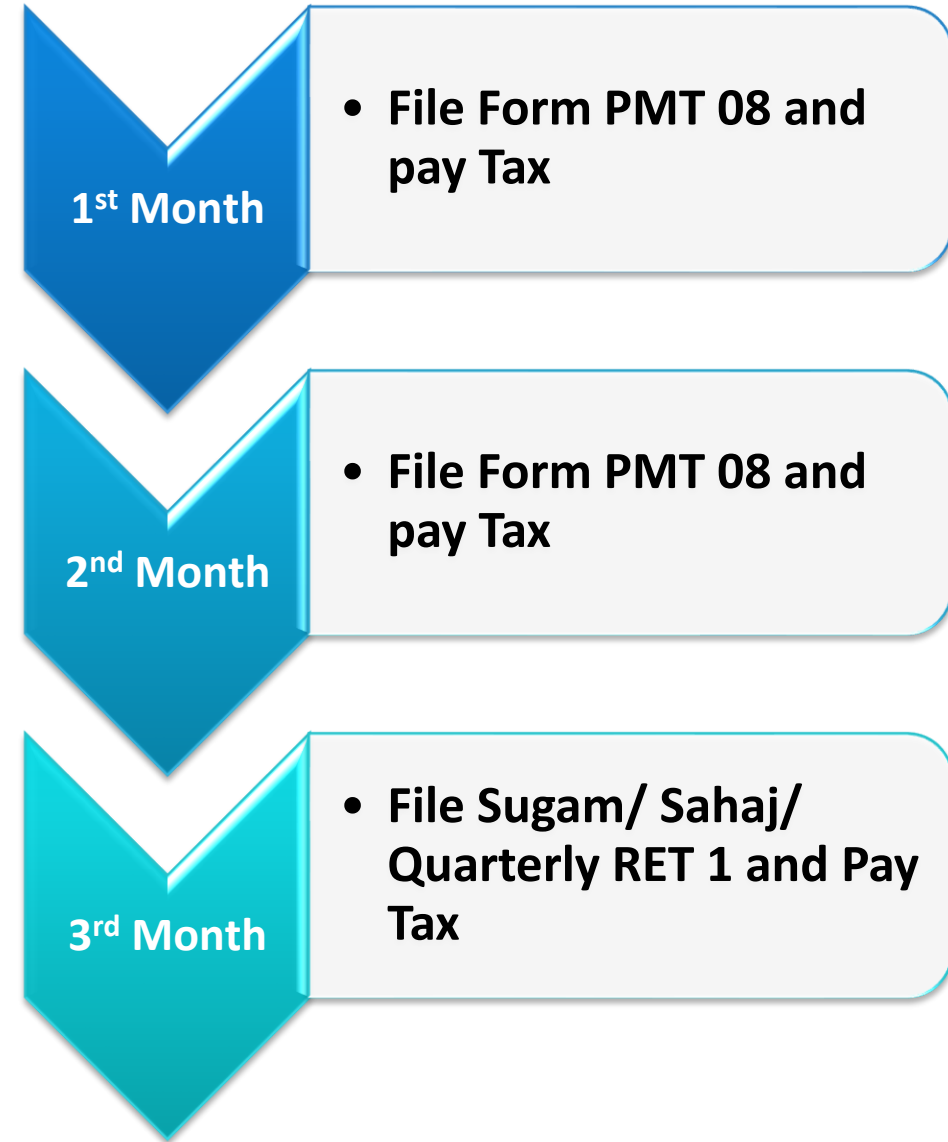 1st Month
• File Form PMT 08 and
pay Tax
2nd Month
• File Form PMT 08 and
pay Tax
3rd Month
• File Sugam/ Sahaj/
Quarterly RET 1 and Pay
Tax